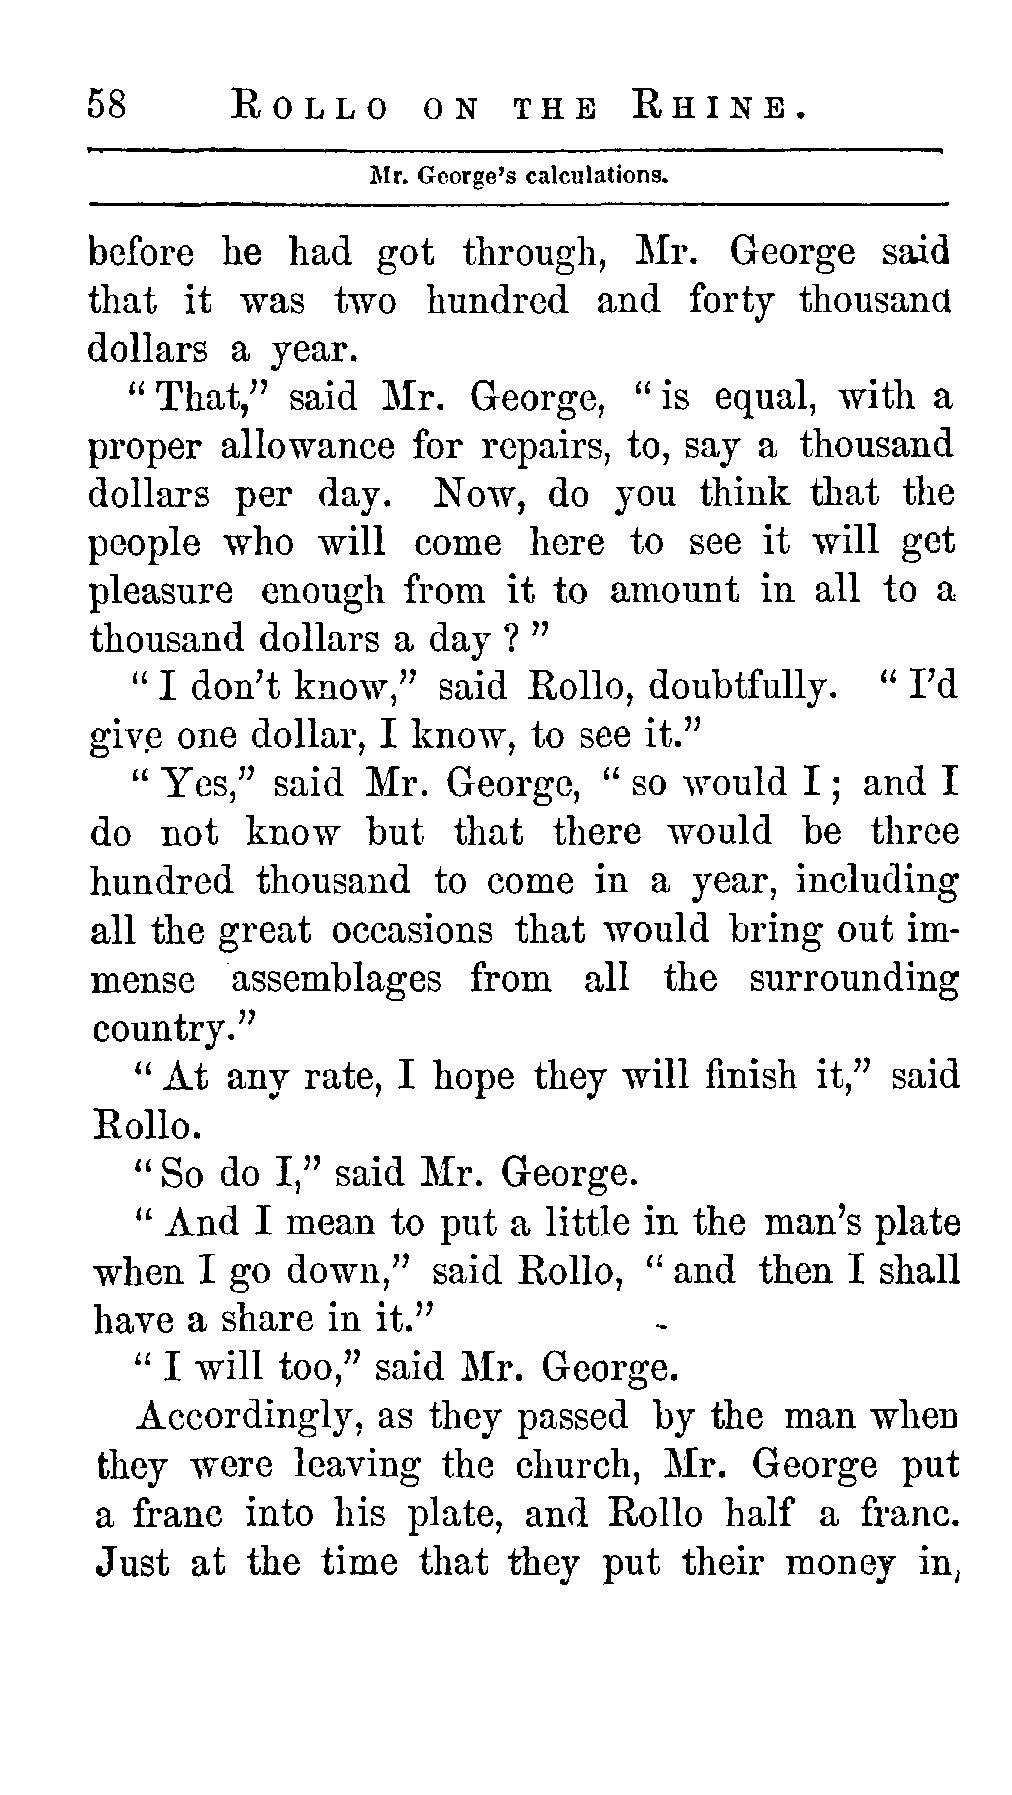 58 ROLLO ON THE RHINE.
Mr. George's calculations.
before he had got through, Mr. George said
that it was two hundred and forty thousand
dollars a year.
“That,” said Mr. George, “is equal, with a
proper allowance for repairs, to, say a thousand
dollars per day. Now, do you think that the
people who will come here to see it will get
pleasure enough from it to amount in all to a
thousand dollars a day?”
“I don't know,” said Rollo, doubtfully. “I'd
give one dollar, I know, to see it.”
“Yes,” said Mr. George, “so would I; and I
do not know but that there would be three
hundred thousand to come in a year, including
all the great occasions that would bring out im-
mense assemblages from all the surrounding
country.”
“At any rate, I hope they will finish it,” said
Rollo.
“So do I,” said Mr. George.
“And I mean to put a little in the man's plate
when I go down,” said Rollo, “and then I shall
have a share in it.”
“I will too,” said Mr. George.
Accordingly, as they passed by the man when
they were leaving the church, Mr. George put
a franc into his plate, and Rollo half a franc.
Just at the time that they put their money in,